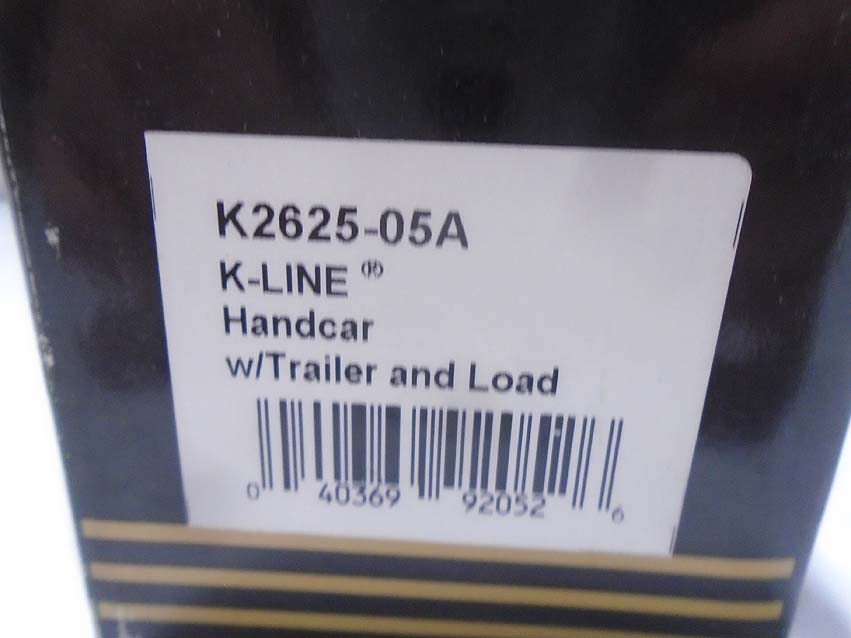 K2625-05A
K-LINE ®
Handcar
w/Trailer and Load
0 40369 92052 6